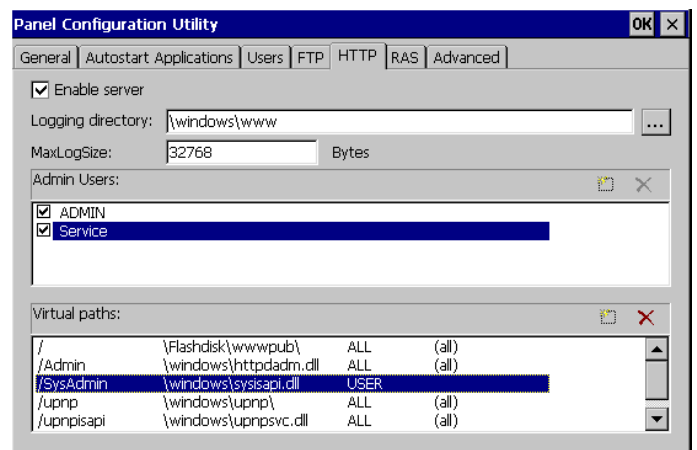 Panel Configuration Utility OK ×
General Autostart Applications Users FTP HTTP RAS Advanced
Enable server
Logging directory: \windows\www ...
MaxLogSize: 32768 Bytes
Admin Users:
ADMIN
Service
Virtual paths:
/ \Flashdisk\wwwpub\ ALL (all)
/Admin \windows\httpdadm.dll ALL (all)
/SysAdmin \windows\sysisapi.dll USER
/upnp \windows\upnp\ ALL (all)
/upnpisapi \windows\upnpsvc.dll ALL (all)